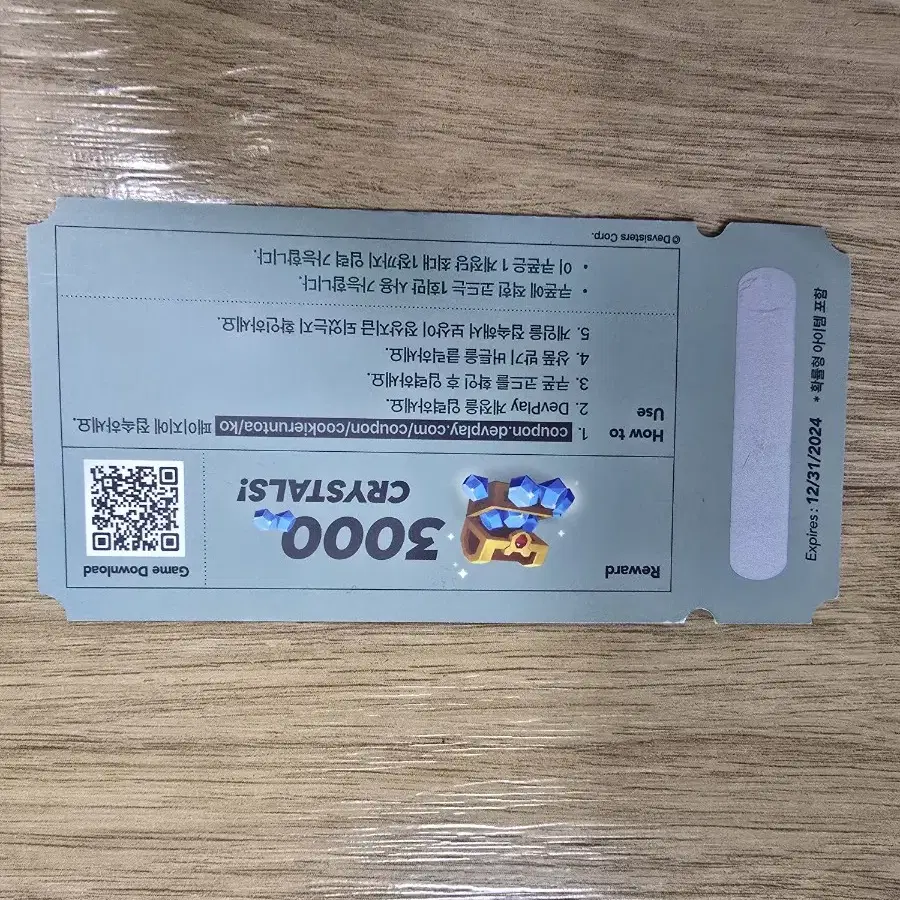 Reward
3000
CRYSTALS!
Game Download
How to
Use
1. coupon.devplay.com/coupon/cookieruntoa/ko 페이지에 접속하세요.
2. DevPlay 계정을 입력하세요.
3. 쿠폰 코드를 확인 후 입력하세요.
4. 상품 받기 버튼을 클릭하세요.
5. 게임을 접속해서 보상이 정상지급 되었는지 확인하세요.
• 쿠폰에 적힌 코드는 1회만 사용 가능합니다.
• 이 쿠폰은 1 계정당 최대 1장까지 입력 가능합니다.
© Devsisters Corp.
Expires : 12/31/2024 * 확률형 아이템 포함